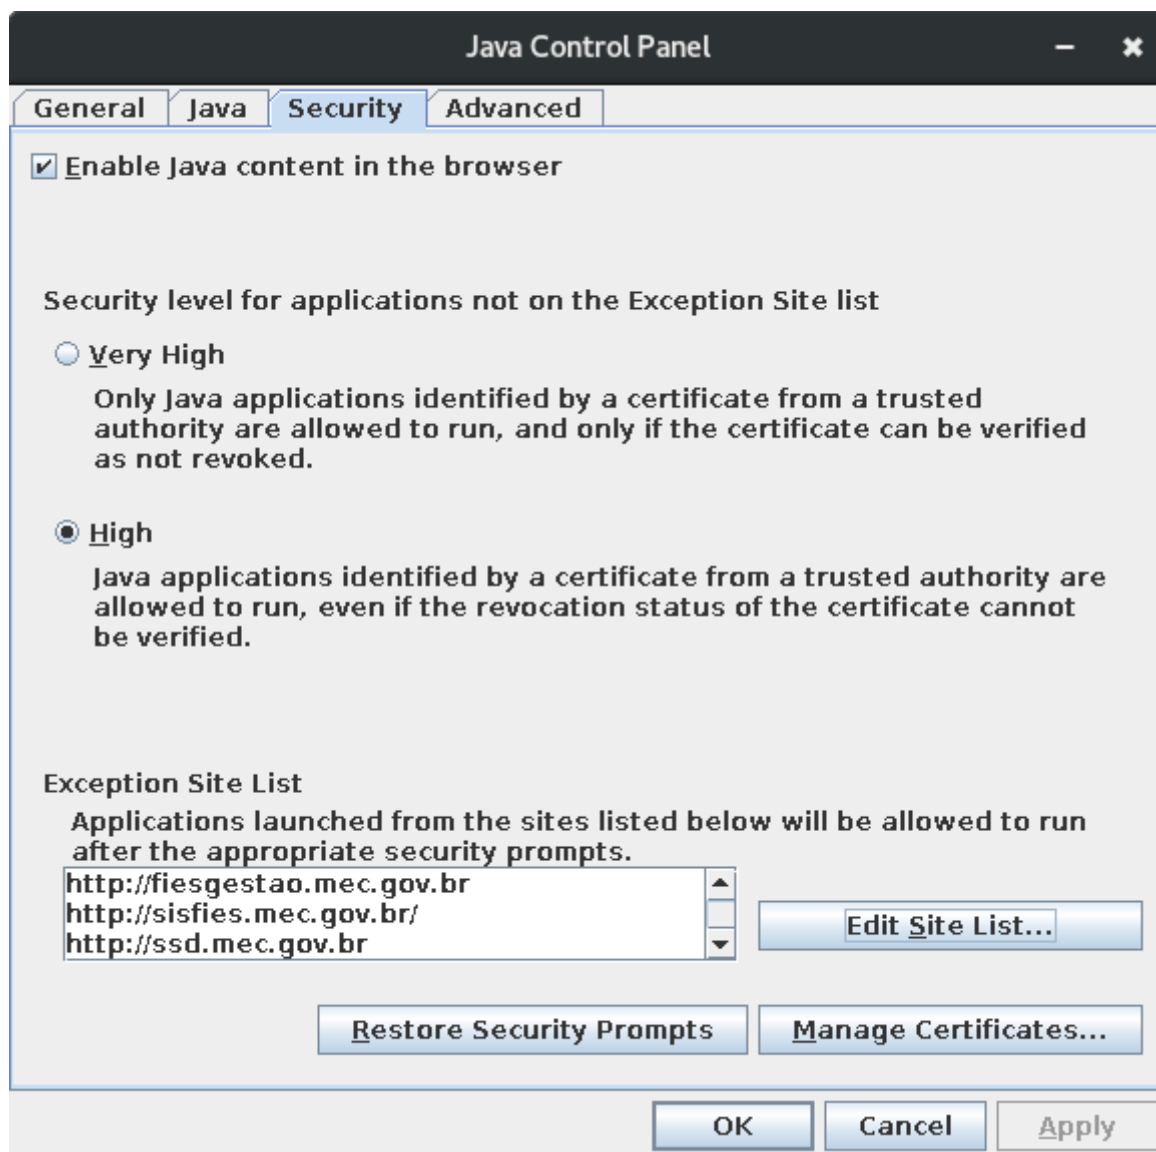 Java Control Panel
General Java Security Advanced
Enable Java content in the browser
Security level for applications not on the Exception Site list
Very High
Only Java applications identified by a certificate from a trusted
authority are allowed to run, and only if the certificate can be verified
as not revoked.
High
Java applications identified by a certificate from a trusted authority are
allowed to run, even if the revocation status of the certificate cannot
be verified.
Exception Site List
Applications launched from the sites listed below will be allowed to run
after the appropriate security prompts.
http://fiesgestao.mec.gov.br
http://sisfies.mec.gov.br/
http://ssd.mec.gov.br
Edit Site List...
Restore Security Prompts Manage Certificates...
OK Cancel Apply